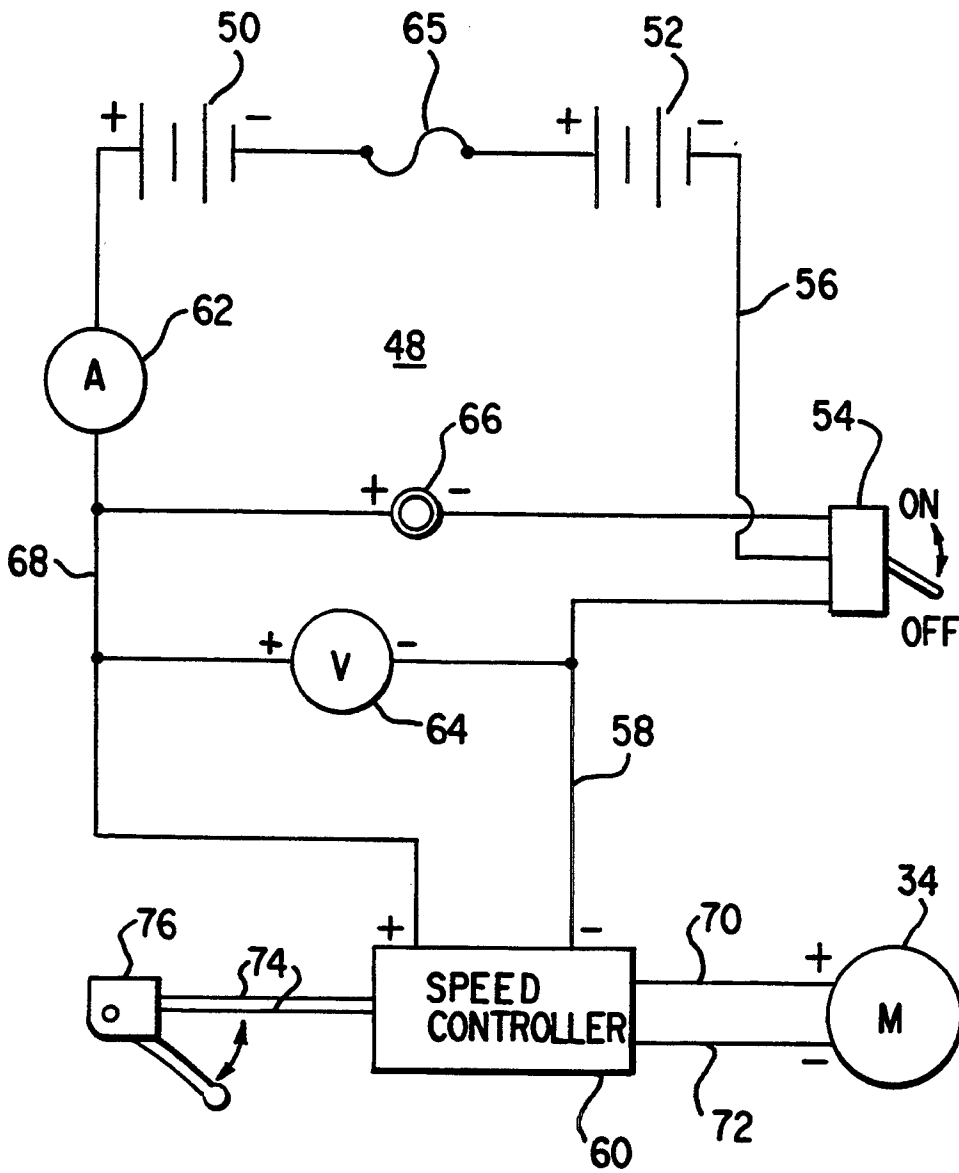 50 65 52
+ - + -
56
62
A
48
66
54
+ -
ON
68
OFF
+ V -
64
58
34
76
70
+ -
74
+
SPEED
CONTROLLER
M
-
72
60